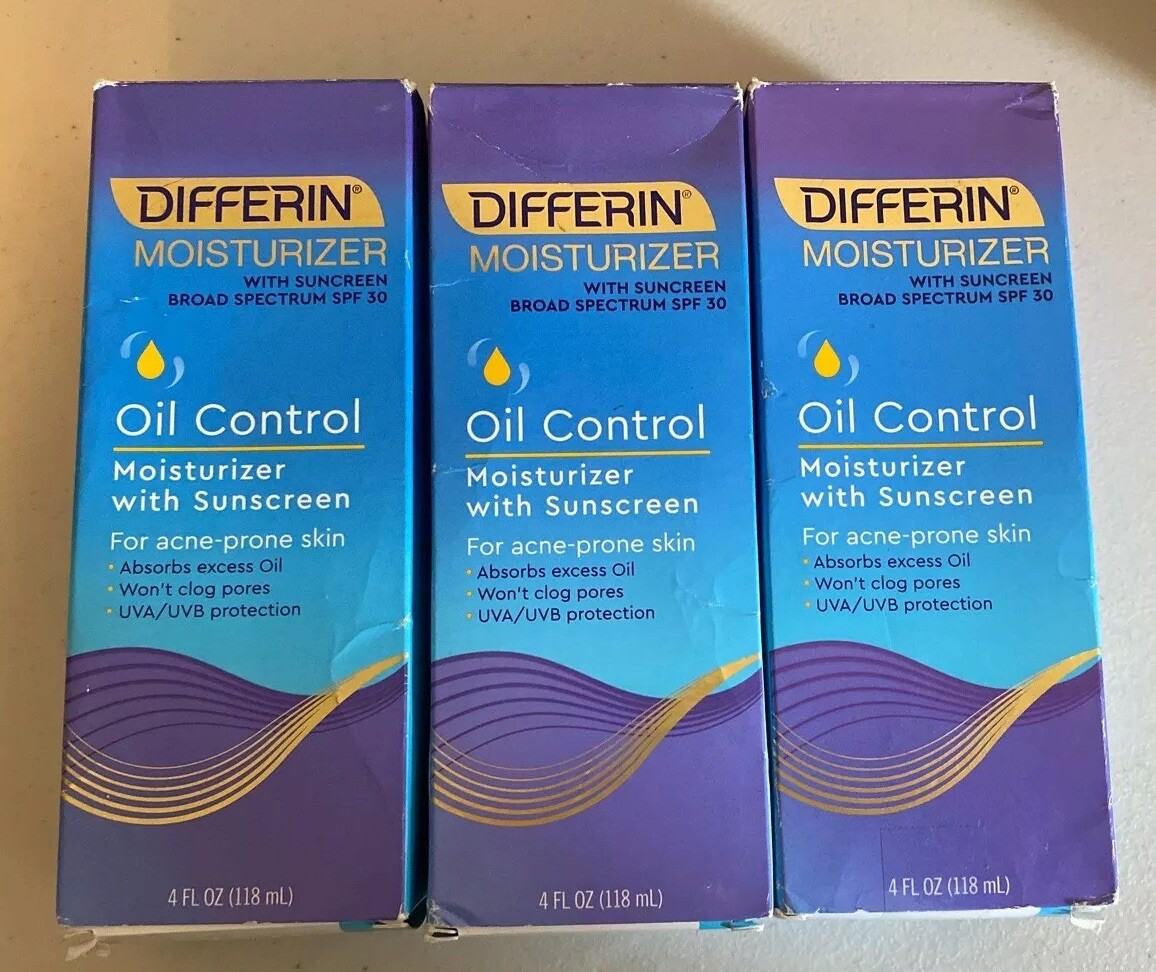 DIFFERIN®
MOISTURIZER
WITH SUNCREEN
BROAD SPECTRUM SPF 30
Oil Control
Moisturizer
with Sunscreen
For acne-prone skin
• Absorbs excess Oil
• Won't clog pores
• UVA/UVB protection
4 FL OZ (118 mL)
DIFFERIN®
MOISTURIZER
WITH SUNCREEN
BROAD SPECTRUM SPF 30
Oil Control
Moisturizer
with Sunscreen
For acne-prone skin
• Absorbs excess Oil
• Won't clog pores
• UVA/UVB protection
4 FL OZ (118 mL)
DIFFERIN®
MOISTURIZER
WITH SUNCREEN
BROAD SPECTRUM SPF 30
Oil Control
Moisturizer
with Sunscreen
For acne-prone skin
• Absorbs excess Oil
• Won't clog pores
• UVA/UVB protection
4 FL OZ (118 mL)